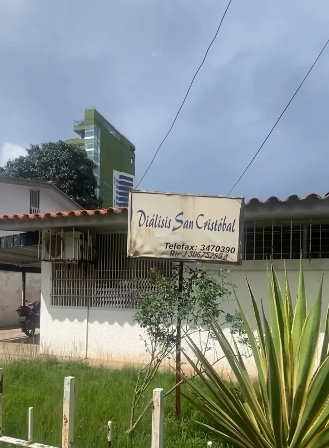 Diálisis San Cristóbal
Telefax: 3470390